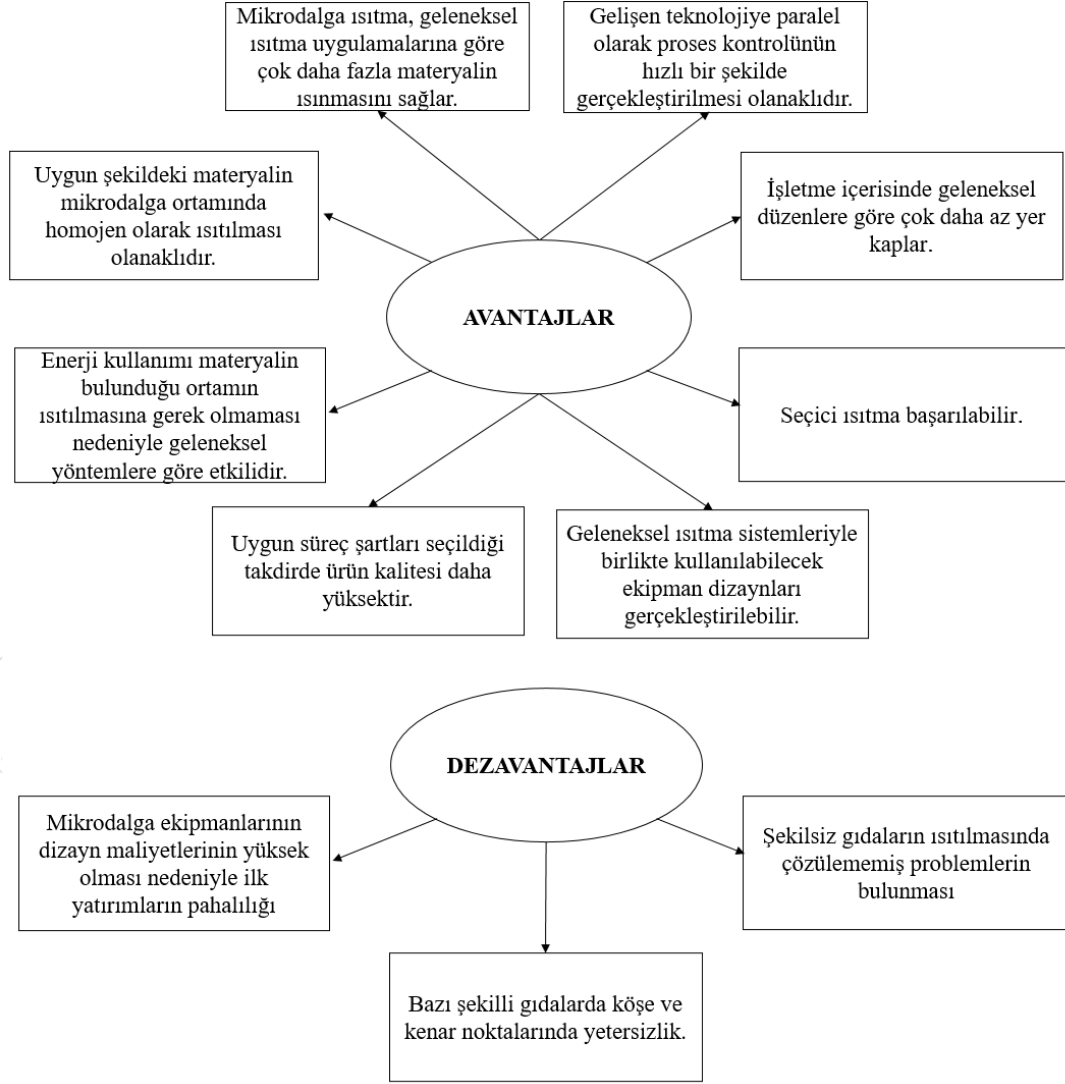 Mikrodalga ısıtma, geleneksel
ısıtma uygulamalarına göre
çok daha fazla materyalin
ısınmasını sağlar.
Gelişen teknolojiye paralel
olarak proses kontrolünün
hızlı bir şekilde
gerçekleştirilmesi olanaklıdır.
Uygun şekildeki materyalin
mikrodalga ortamında
homojen olarak ısıtılması
olanaklıdır.
İşletme içerisinde geleneksel
düzenlere göre çok daha az yer
kaplar.
AVANTAJLAR
Enerji kullanımı materyalin
bulunduğu ortamın
ısıtılmasına gerek olmaması
nedeniyle geleneksel
yöntemlere göre etkilidir.
Seçici ısıtma başarılabilir.
Uygun süreç şartları seçildiği
takdirde ürün kalitesi daha
yüksektir.
Geleneksel ısıtma sistemleriyle
birlikte kullanılabilecek
ekipman dizaynları
gerçekleştirilebilir.
DEZAVANTAJLAR
Mikrodalga ekipmanlarının
dizayn maliyetlerinin yüksek
olması nedeniyle ilk
yatırımların pahalılığı
Şekilsiz gıdaların ısıtılmasında
çözülememiş problemlerin
bulunması
Bazı şekilli gıdalarda köşe ve
kenar noktalarında yetersizlik.